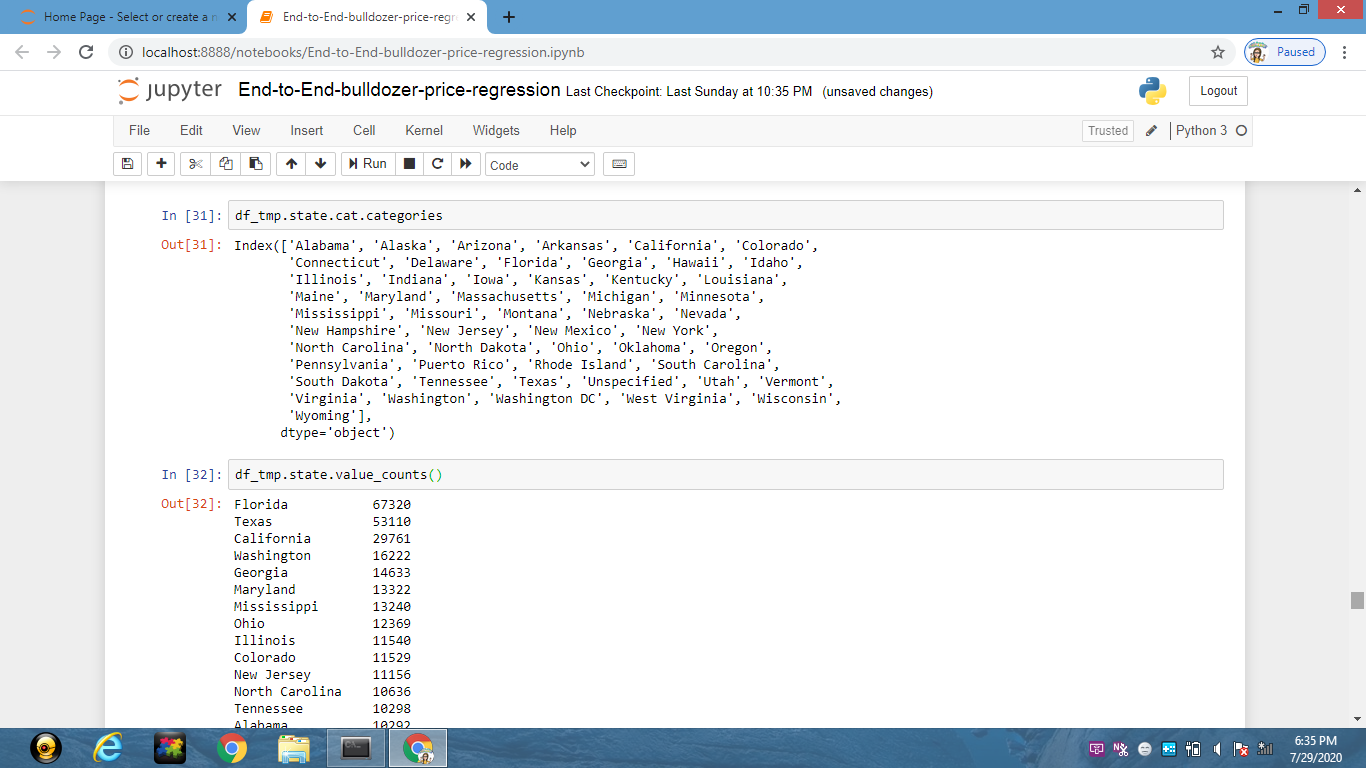 Home Page - Select or create a n
End-to-End-bulldozer-price-regr
localhost:8888/notebooks/End-to-End-bulldozer-price-regression.ipynb
Paused
jupyter End-to-End-bulldozer-price-regression Last Checkpoint: Last Sunday at 10:35 PM (unsaved changes)
Logout
File Edit View Insert Cell Kernel Widgets Help
Trusted Python 3
Run Code
In [31]: df_tmp.state.cat.categories
Out[31]: Index(['Alabama', 'Alaska', 'Arizona', 'Arkansas', 'California', 'Colorado',
'Connecticut', 'Delaware', 'Florida', 'Georgia', 'Hawaii', 'Idaho',
'Illinois', 'Indiana', 'Iowa', 'Kansas', 'Kentucky', 'Louisiana',
'Maine', 'Maryland', 'Massachusetts', 'Michigan', 'Minnesota',
'Mississippi', 'Missouri', 'Montana', 'Nebraska', 'Nevada',
'New Hampshire', 'New Jersey', 'New Mexico', 'New York',
'North Carolina', 'North Dakota', 'Ohio', 'Oklahoma', 'Oregon',
'Pennsylvania', 'Puerto Rico', 'Rhode Island', 'South Carolina',
'South Dakota', 'Tennessee', 'Texas', 'Unspecified', 'Utah', 'Vermont',
'Virginia', 'Washington', 'Washington DC', 'West Virginia', 'Wisconsin',
'Wyoming'],
dtype='object')
In [32]: df_tmp.state.value_counts()
Out[32]: Florida 67320
Texas 53110
California 29761
Washington 16222
Georgia 14633
Maryland 13322
Mississippi 13240
Ohio 12369
Illinois 11540
Colorado 11529
New Jersey 11156
North Carolina 10636
Tennessee 10298
Alabama 10292
6:35 PM
7/29/2020